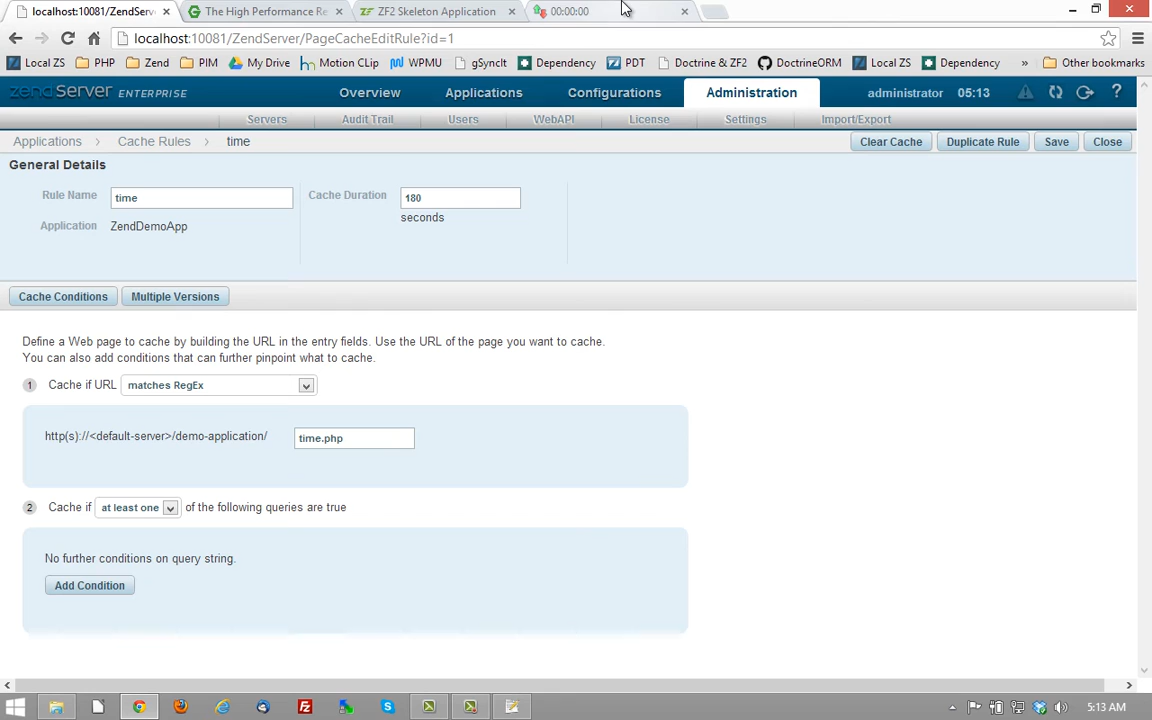 localhost:10081/ZendServ
The High Performance Re
ZF2 Skeleton Application
00:00:00
localhost:10081/ZendServer/PageCacheEditRule?id=1
Local ZS
PHP
Zend
PIM
My Drive
Motion CLip
WPMU
gSyncIt
Dependency
PDT
Doctrine & ZF2
DoctrineORM
Local ZS
Dependency
»
Other bookmarks
zendServer ENTERPRISE
Overview
Applications
Configurations
Administration
administrator
05:13
?
Servers
Audit Trail
Users
WebAPI
License
Settings
Import/Export
Applications
Cache Rules
time
Clear Cache
Duplicate Rule
Save
Close
General Details
Rule Name
time
Cache Duration
180
seconds
Application
ZendDemoApp
Cache Conditions
Multiple Versions
Define a Web page to cache by building the URL in the entry fields. Use the URL of the page you want to cache.
You can also add conditions that can further pinpoint what to cache.
1 Cache if URL matches RegEx
http(s)://<default-server>/demo-application/ time.php
2 Cache if at least one of the following queries are true
No further conditions on query string.
Add Condition
5:13 AM